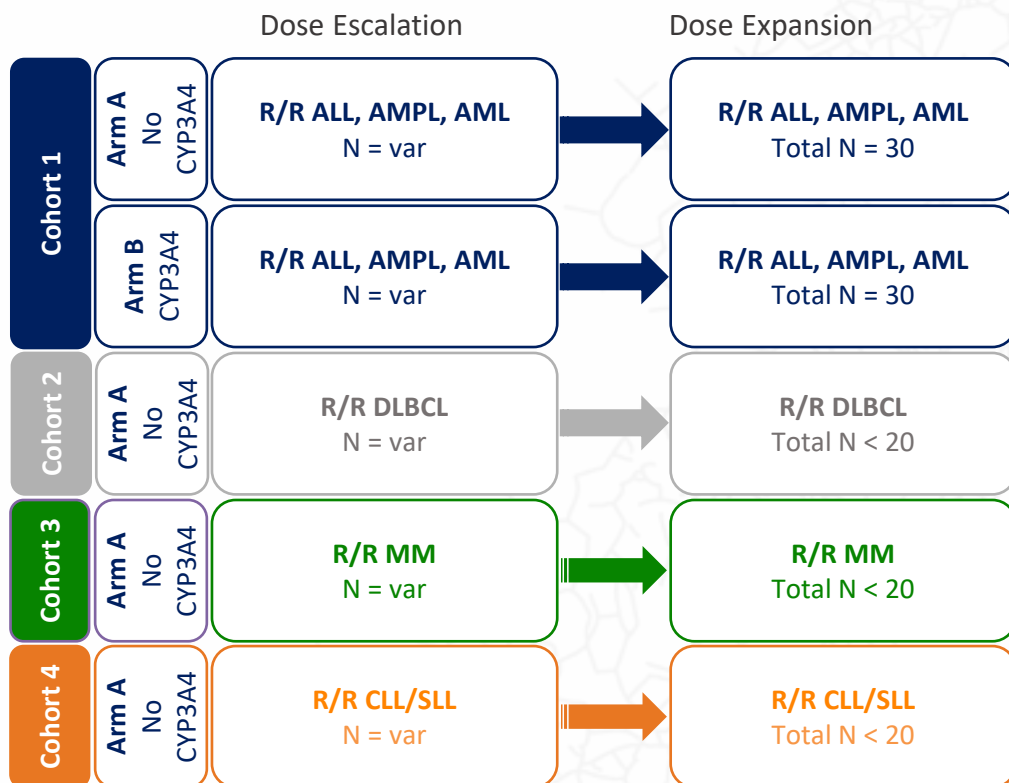 Dose Escalation
Dose Expansion
Cohort 1
Arm A
No
CYP3A4
R/R ALL, AMPL, AML
N = var
R/R ALL, AMPL, AML
Total N = 30
Arm B
CYP3A4
R/R ALL, AMPL, AML
N = var
R/R ALL, AMPL, AML
Total N = 30
Cohort 2
Arm A
No
CYP3A4
R/R DLBCL
N = var
R/R DLBCL
Total N < 20
Cohort 3
Arm A
No
CYP3A4
R/R MM
N = var
R/R MM
Total N < 20
Cohort 4
Arm A
No
CYP3A4
R/R CLL/SLL
N = var
R/R CLL/SLL
Total N < 20